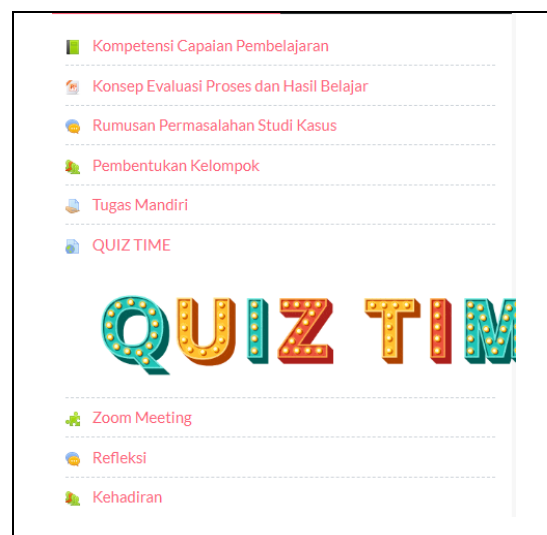 Kompetensi Capaian Pembelajaran
Konsep Evaluasi Proses dan Hasil Belajar
Rumusan Permasalahan Studi Kasus
Pembentukan Kelompok
Tugas Mandiri
QUIZ TIME
QUIZ TIM
Zoom Meeting
Refleksi
Kehadiran